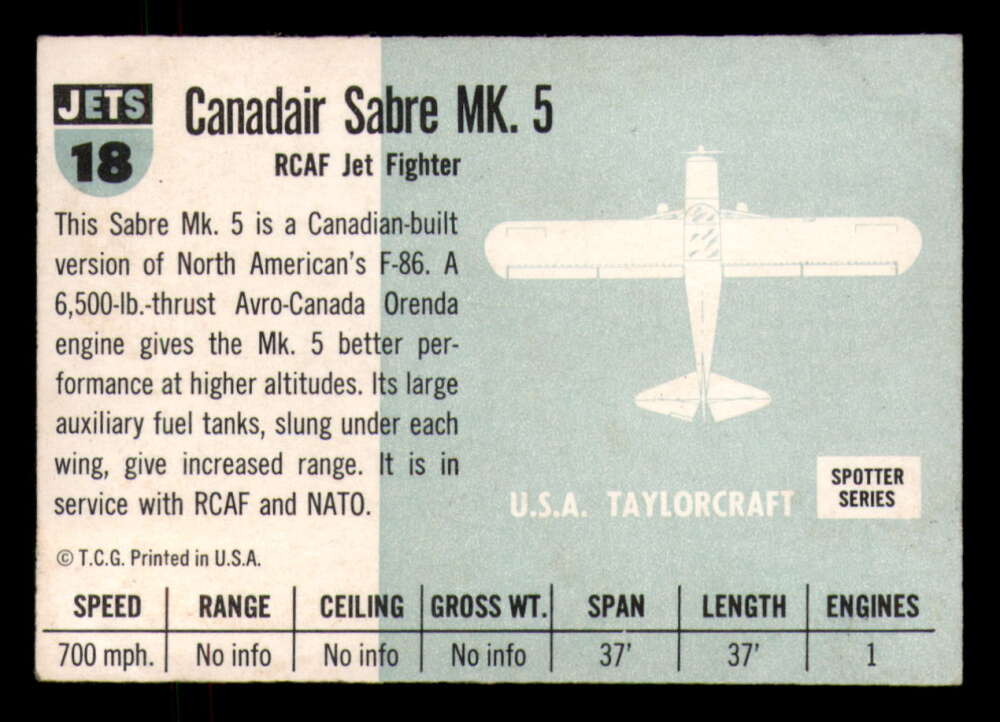 JETS
18
Canadair Sabre MK. 5
RCAF Jet Fighter
This Sabre Mk. 5 is a Canadian-built
version of North American's F-86. A
6,500-lb.-thrust Avro-Canada Orenda
engine gives the Mk. 5 better per-
formance at higher altitudes. Its large
auxiliary fuel tanks, slung under each
wing, give increased range. It is in
service with RCAF and NATO.
© T.C.G. Printed in U.S.A.
U.S.A. TAYLORCRAFT
SPOTTER
SERIES
SPEED RANGE CEILING GROSS WT. SPAN LENGTH ENGINES
700 mph. No info No info No info 37' 37' 1